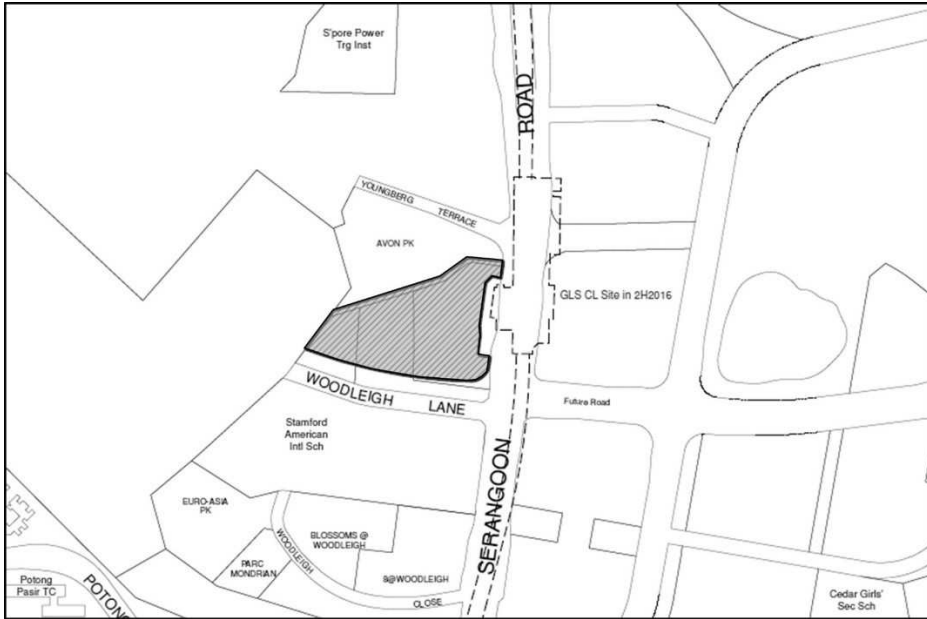 S'pore Power
Trg Inst
ROAD
YOUNGBERG TERRACE
AVON PK
GLS CL Site in 2H2016
WOODLEIGH LANE
Future Road
Stamford
American
Intl Sch
SERANGOON
EURO-ASIA
PK
WOODLEIGH
BLOSSOMS @
WOODLEIGH
PARC
MONDRIAN
8@WOODLEIGH
CLOSE
Potong
Pasir TC
POTONG
Cedar Girls'
Sec Sch